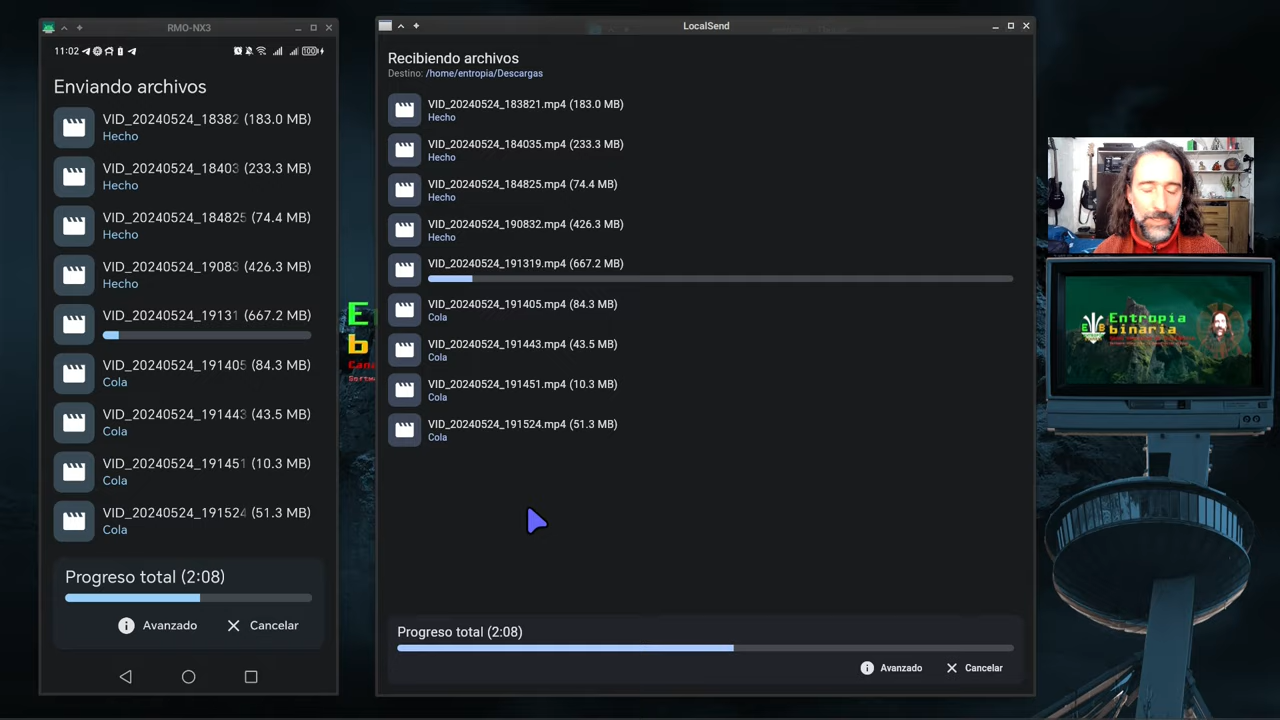 RMO-NX3
11:02
100
Enviando archivos
VID_20240524_18382 (183.0 MB)
Hecho
VID_20240524_18403 (233.3 MB)
Hecho
VID_20240524_184825 (74.4 MB)
Hecho
VID_20240524_19083 (426.3 MB)
Hecho
VID_20240524_19131 (667.2 MB)
VID_20240524_191405 (84.3 MB)
Cola
VID_20240524_191443 (43.5 MB)
Cola
VID_20240524_191451 (10.3 MB)
Cola
VID_20240524_191524 (51.3 MB)
Cola
Progreso total (2:08)
Avanzado
Cancelar
E
b
LocalSend
Recibiendo archivos
Destino: /home/entropia/Descargas
VID_20240524_183821.mp4 (183.0 MB)
Hecho
VID_20240524_184035.mp4 (233.3 MB)
Hecho
VID_20240524_184825.mp4 (74.4 MB)
Hecho
VID_20240524_190832.mp4 (426.3 MB)
Hecho
VID_20240524_191319.mp4 (667.2 MB)
VID_20240524_191405.mp4 (84.3 MB)
Cola
VID_20240524_191443.mp4 (43.5 MB)
Cola
VID_20240524_191451.mp4 (10.3 MB)
Cola
VID_20240524_191524.mp4 (51.3 MB)
Cola
Progreso total (2:08)
Avanzado
Cancelar
Entropia
binaria
E B